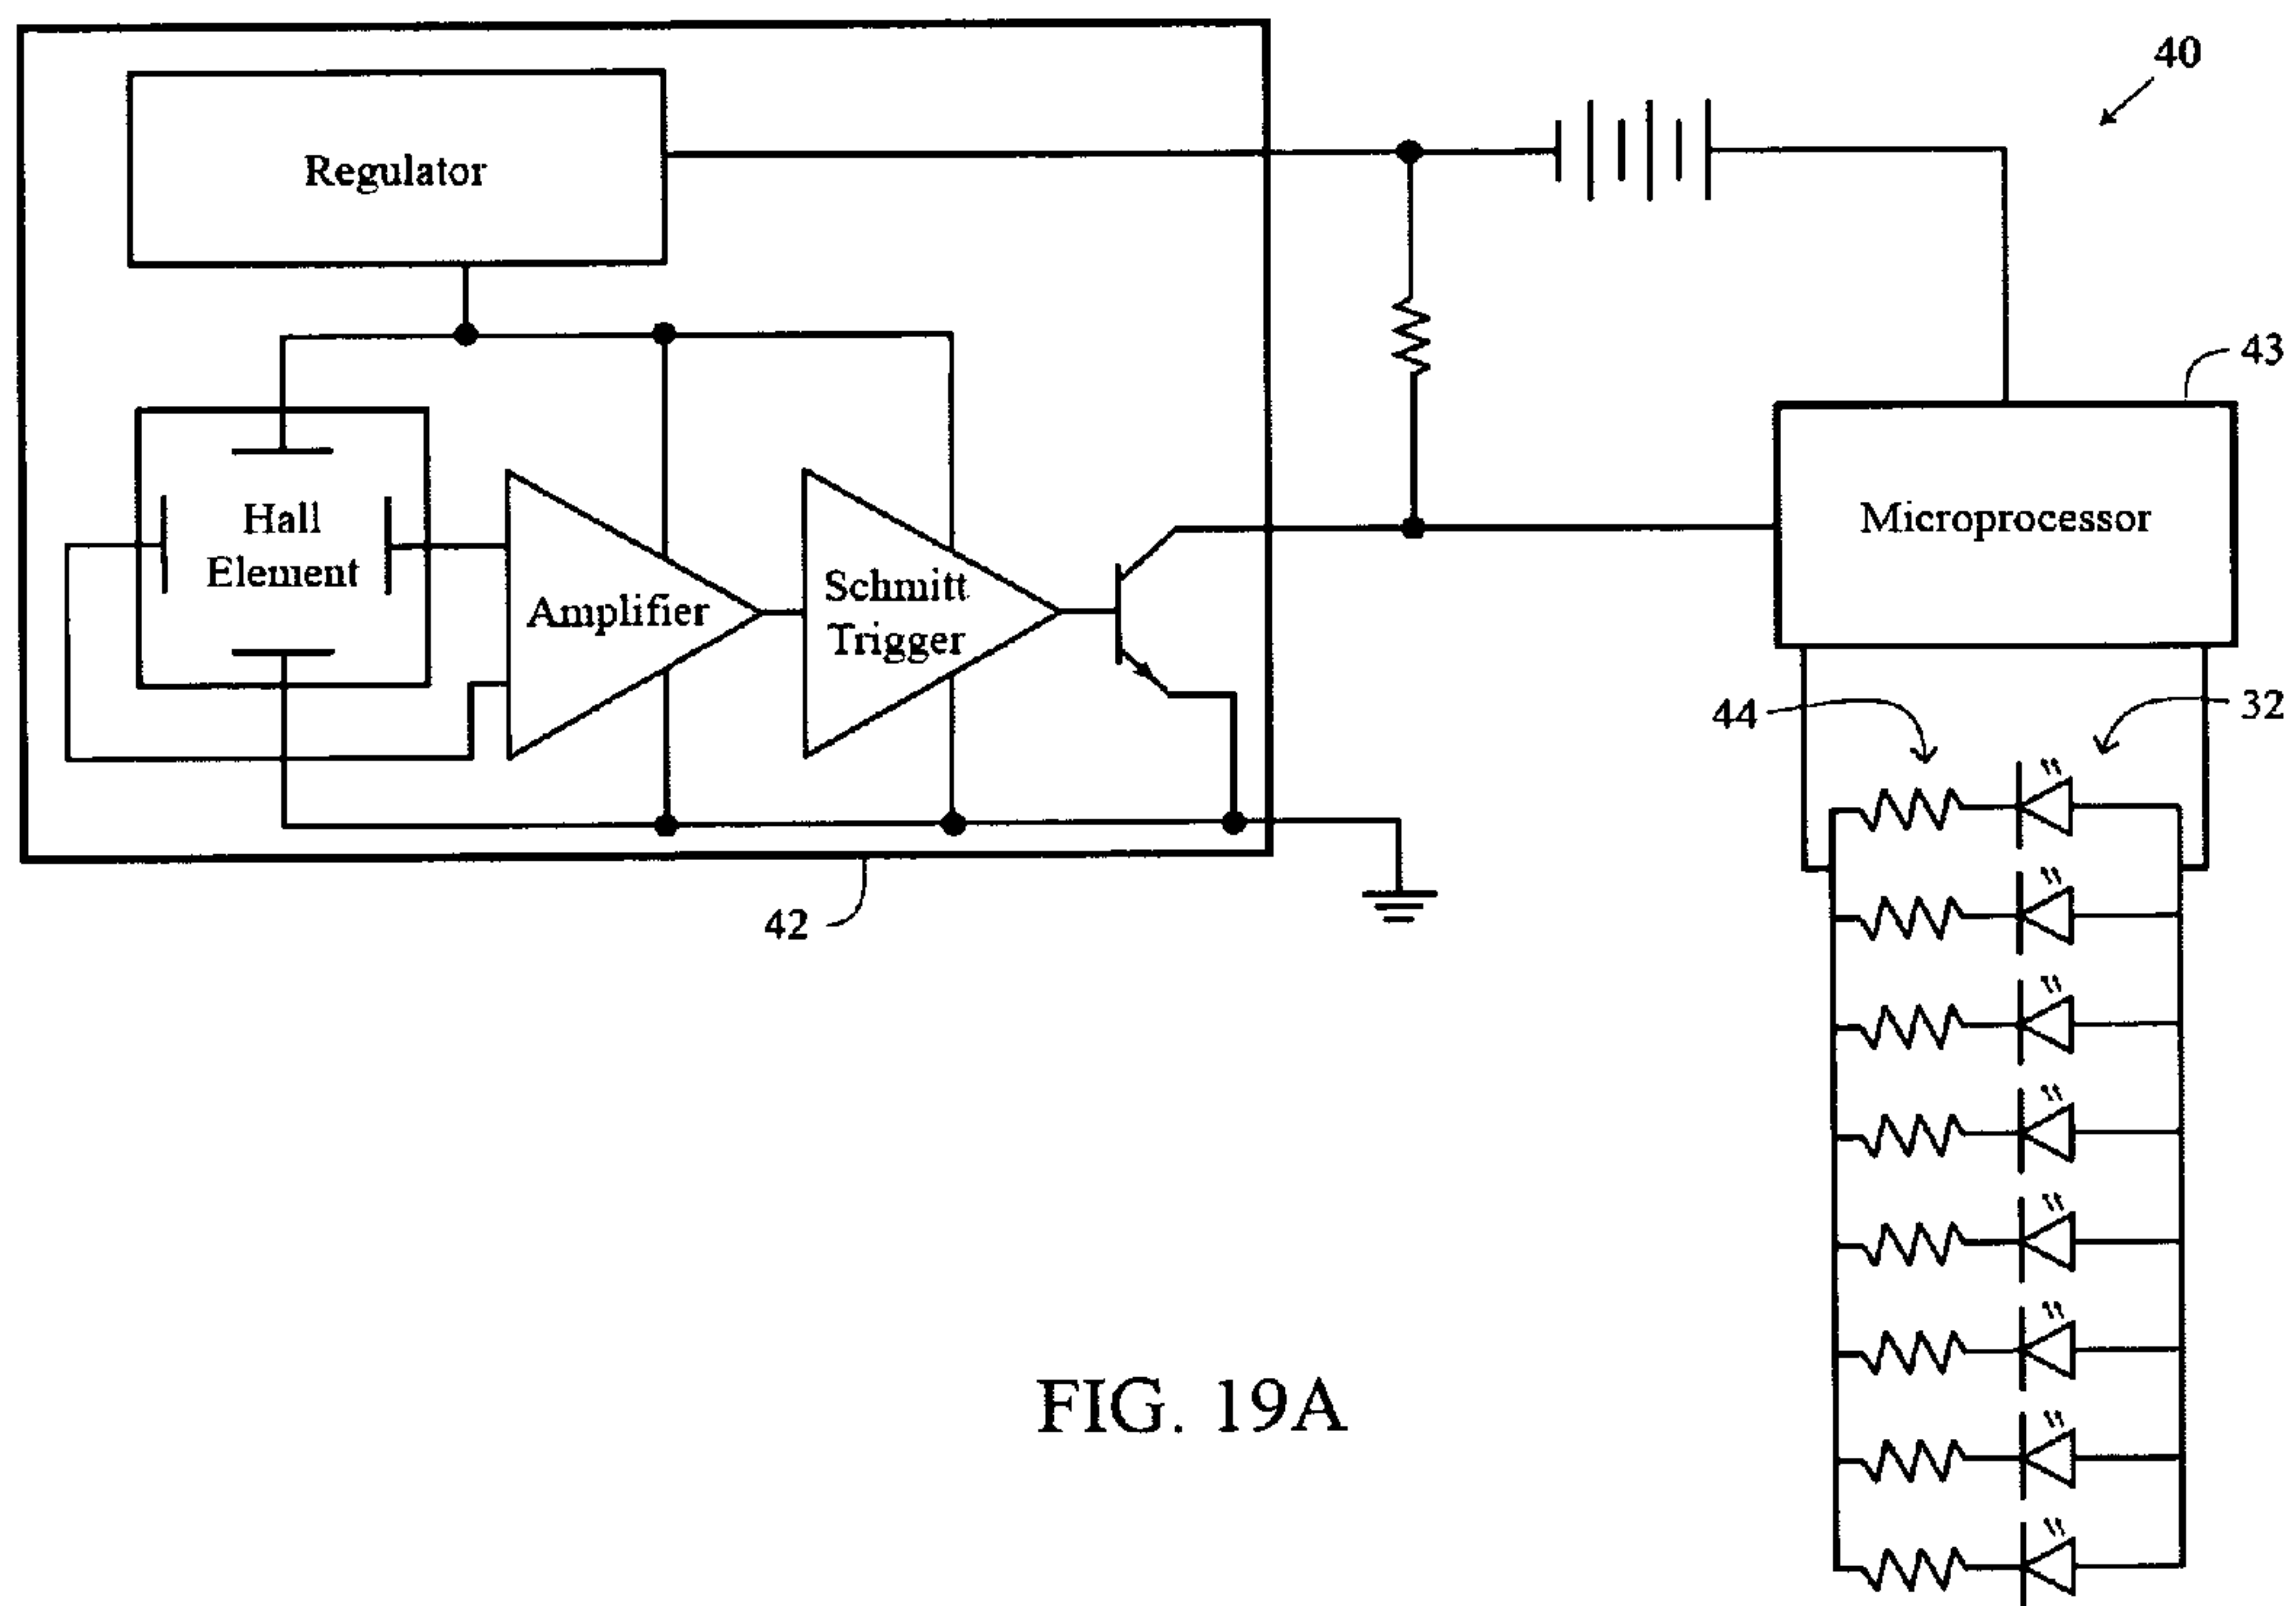 40
Regulator
43
Hall
Element
Amplifier
Schmitt
Trigger
Microprocessor
44
32
42
FIG. 19A